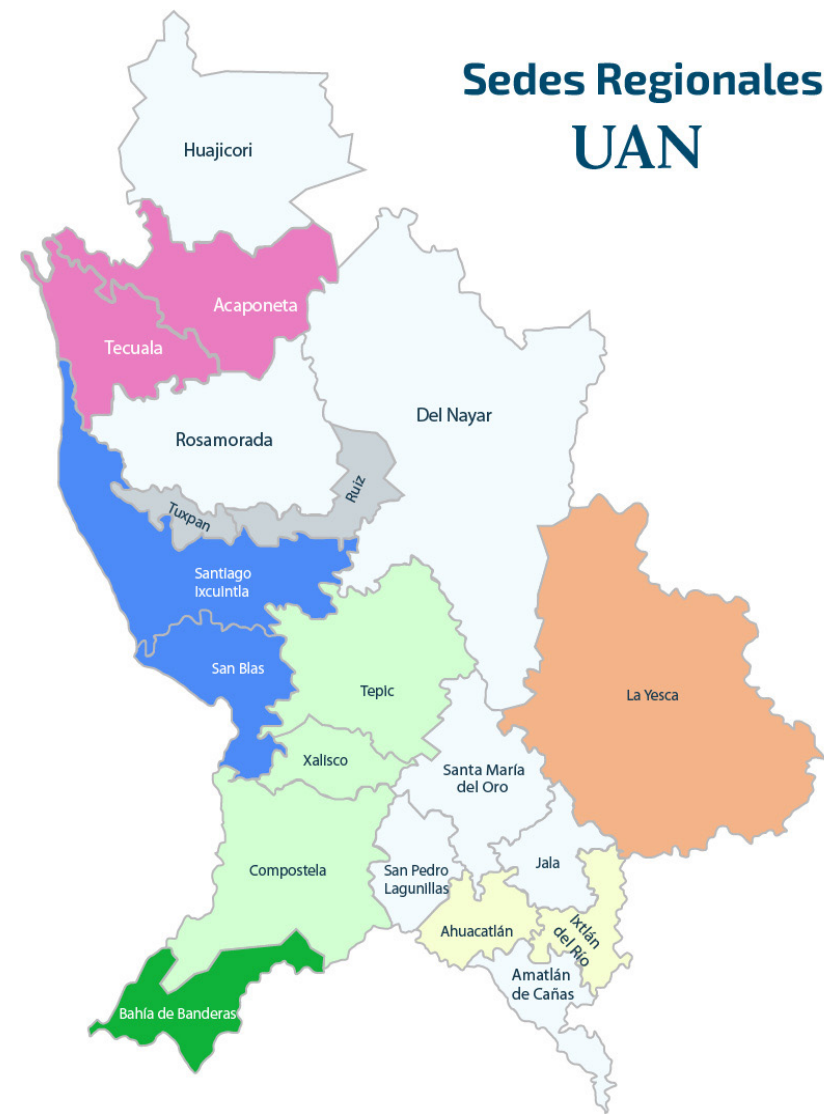 Sedes Regionales
UAN
Huajicori
Acaponeta
Tecuala
Del Nayar
Rosamorada
Ruiz
Tuxpan
Santiago
Ixcuintla
San Blas
Tepic
La Yesca
Xalisco
Santa María
del Oro
Compostela
San Pedro
Lagunillas
Jala
Ahuacatlán
Ixtlán
del Río
Amatlán
de Cañas
Bahía de Banderas